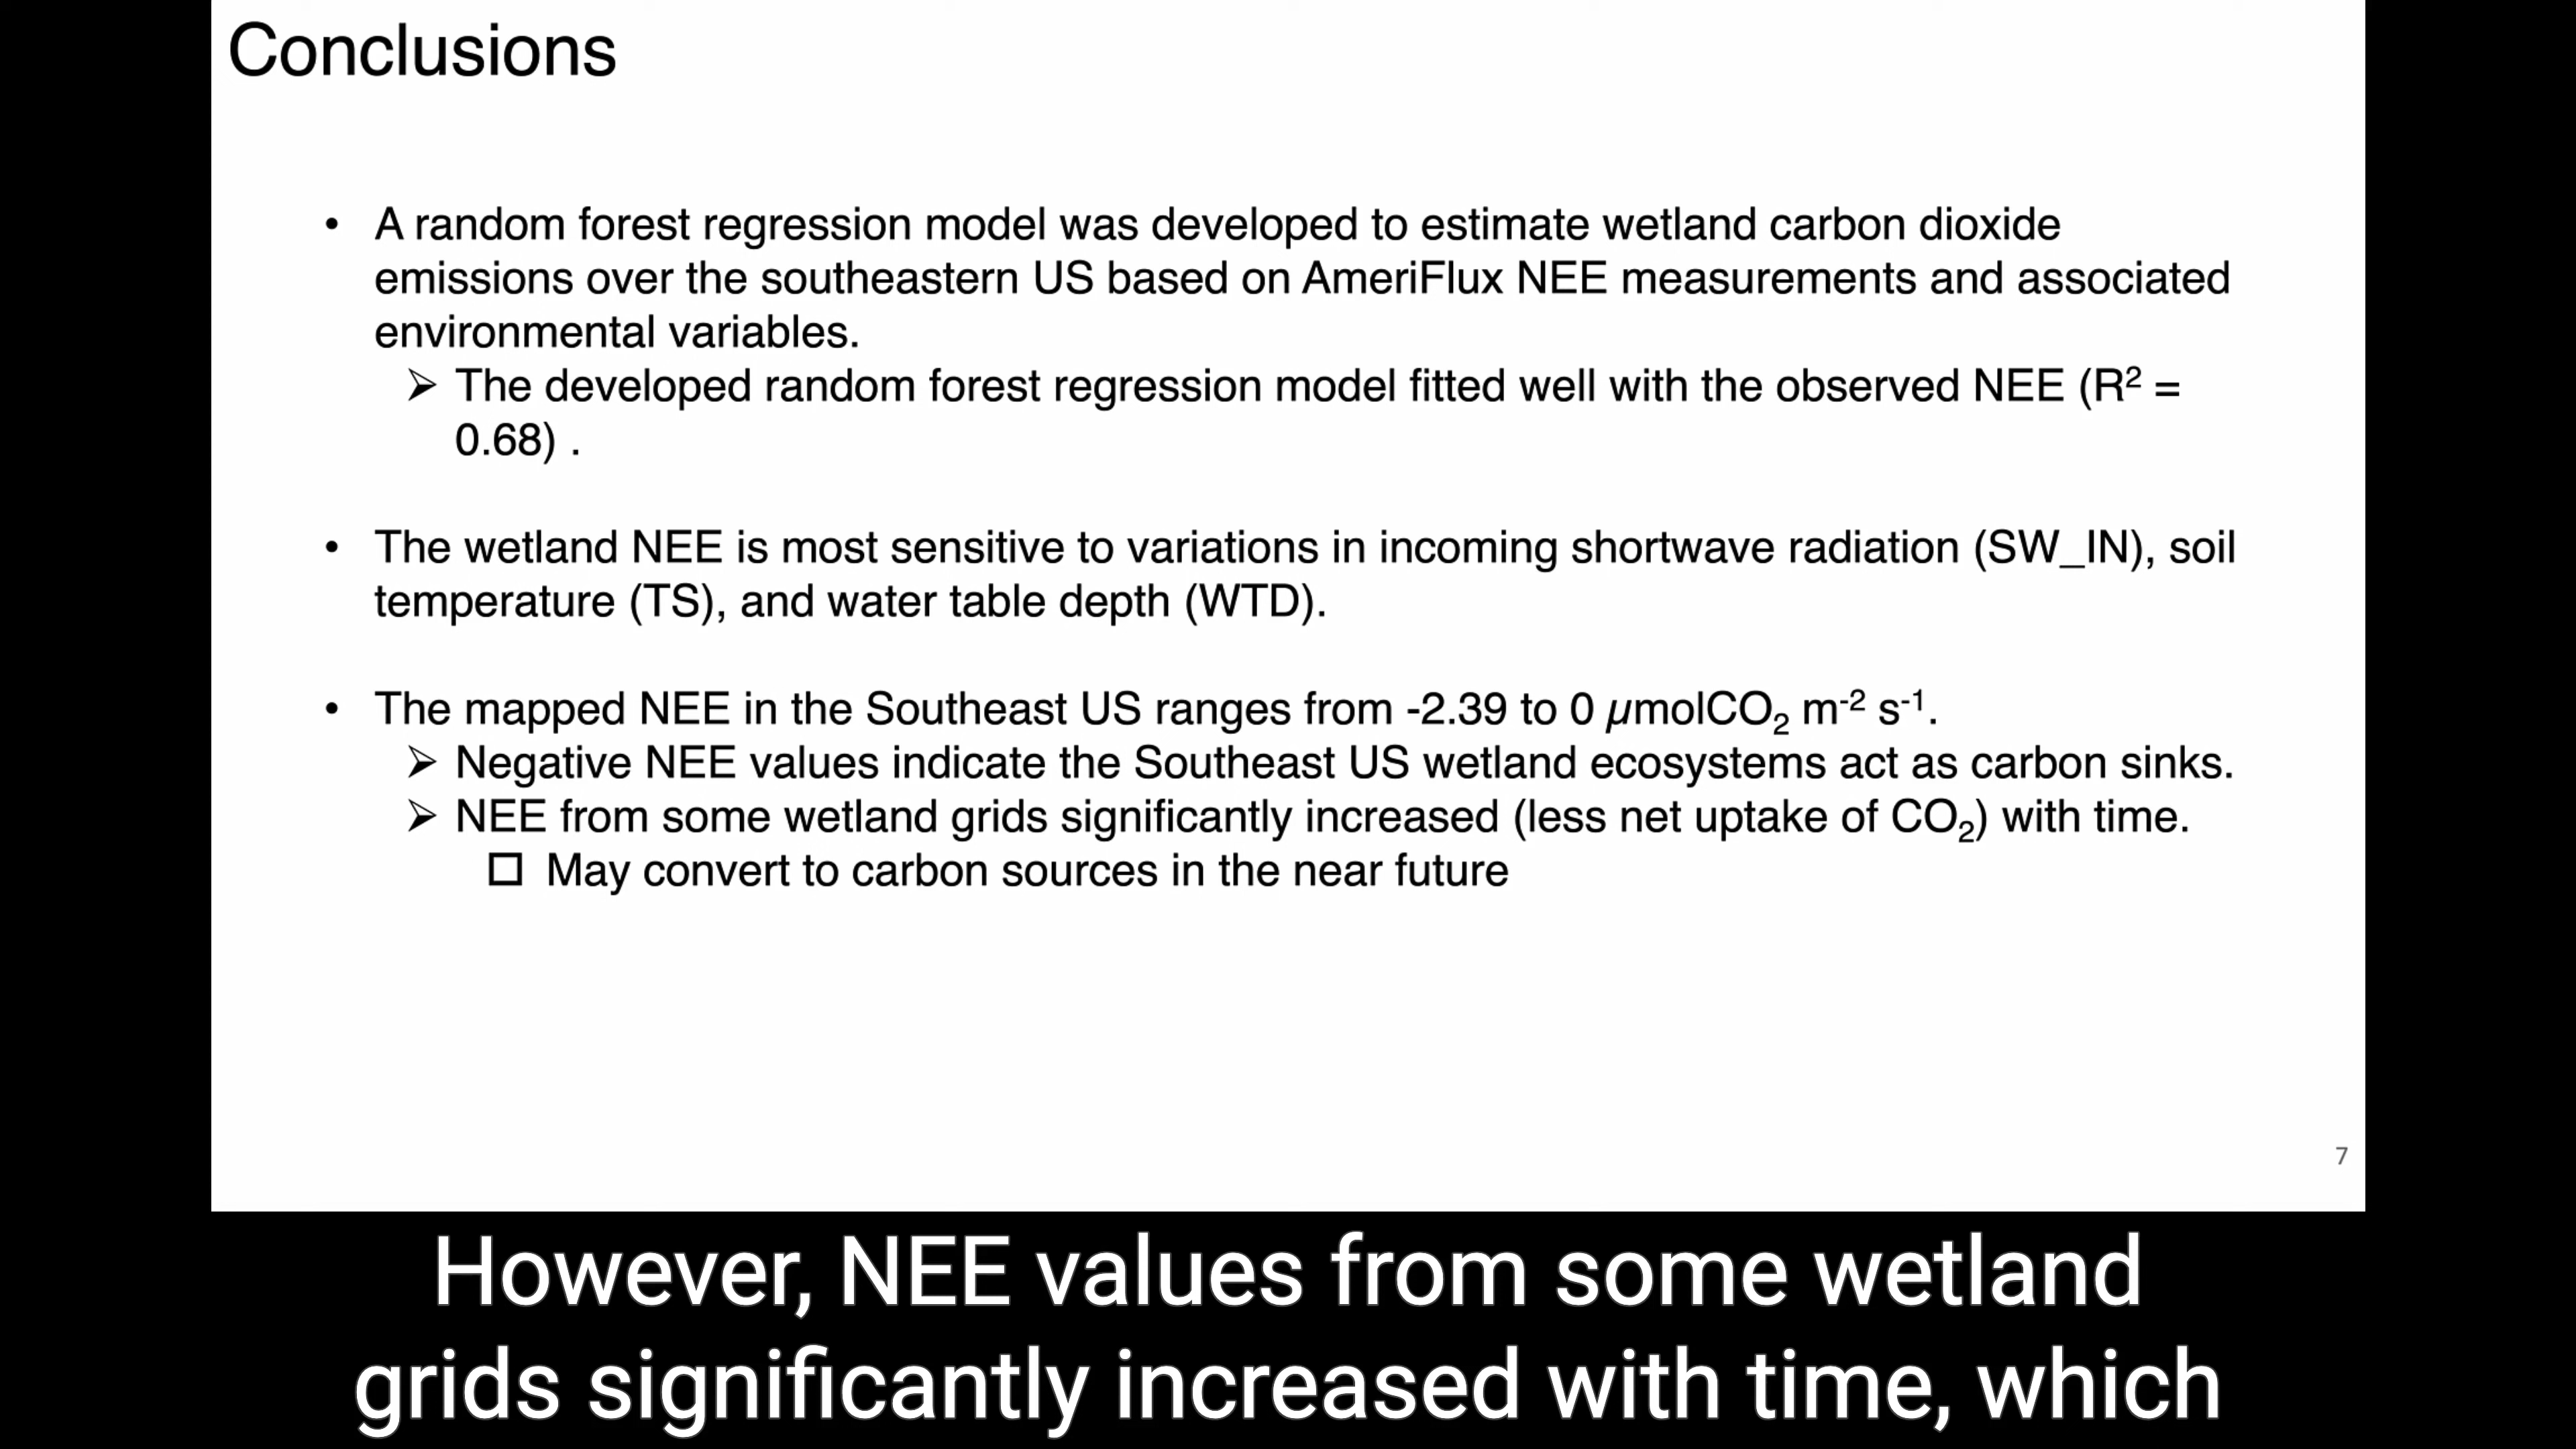 Conclusions
• A random forest regression model was developed to estimate wetland carbon dioxide
emissions over the southeastern US based on AmeriFlux NEE measurements and associated
environmental variables.
➢ The developed random forest regression model fitted well with the observed NEE (R² =
0.68) .
• The wetland NEE is most sensitive to variations in incoming shortwave radiation (SW_IN), soil
temperature (TS), and water table depth (WTD).
• The mapped NEE in the Southeast US ranges from -2.39 to 0 µmolCO₂ m⁻² s⁻¹.
➢ Negative NEE values indicate the Southeast US wetland ecosystems act as carbon sinks.
➢ NEE from some wetland grids significantly increased (less net uptake of CO₂) with time.
□ May convert to carbon sources in the near future
7
However, NEE values from some wetland
grids significantly increased with time, which